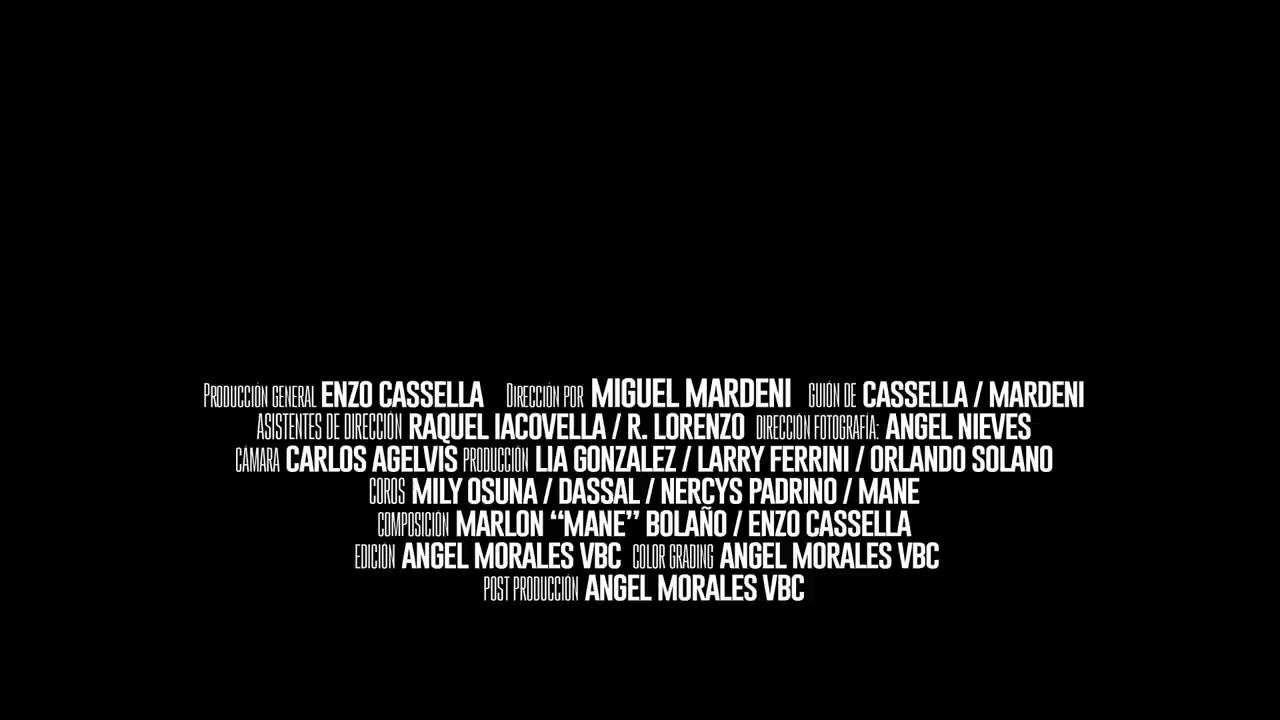 PRODUCCIÓN GENERAL ENZO CASSELLA DIRECCIÓN POR MIGUEL MARDENI GUIÓN DE CASSELLA / MARDENI
ASISTENTES DE DIRECCIÓN RAQUEL IACOVELLA / R. LORENZO DIRECCIÓN FOTOGRAFÍA: ANGEL NIEVES
CÁMARA CARLOS AGELVIS PRODUCCIÓN LIA GONZALEZ / LARRY FERRINI / ORLANDO SOLANO
COROS MILY OSUNA / DASSAL / NERCYS PADRINO / MANE
COMPOSICIÓN MARLON “MANE” BOLAÑO / ENZO CASSELLA
EDICIÓN ANGEL MORALES VBC COLOR GRADING ANGEL MORALES VBC
POST PRODUCCIÓN ANGEL MORALES VBC